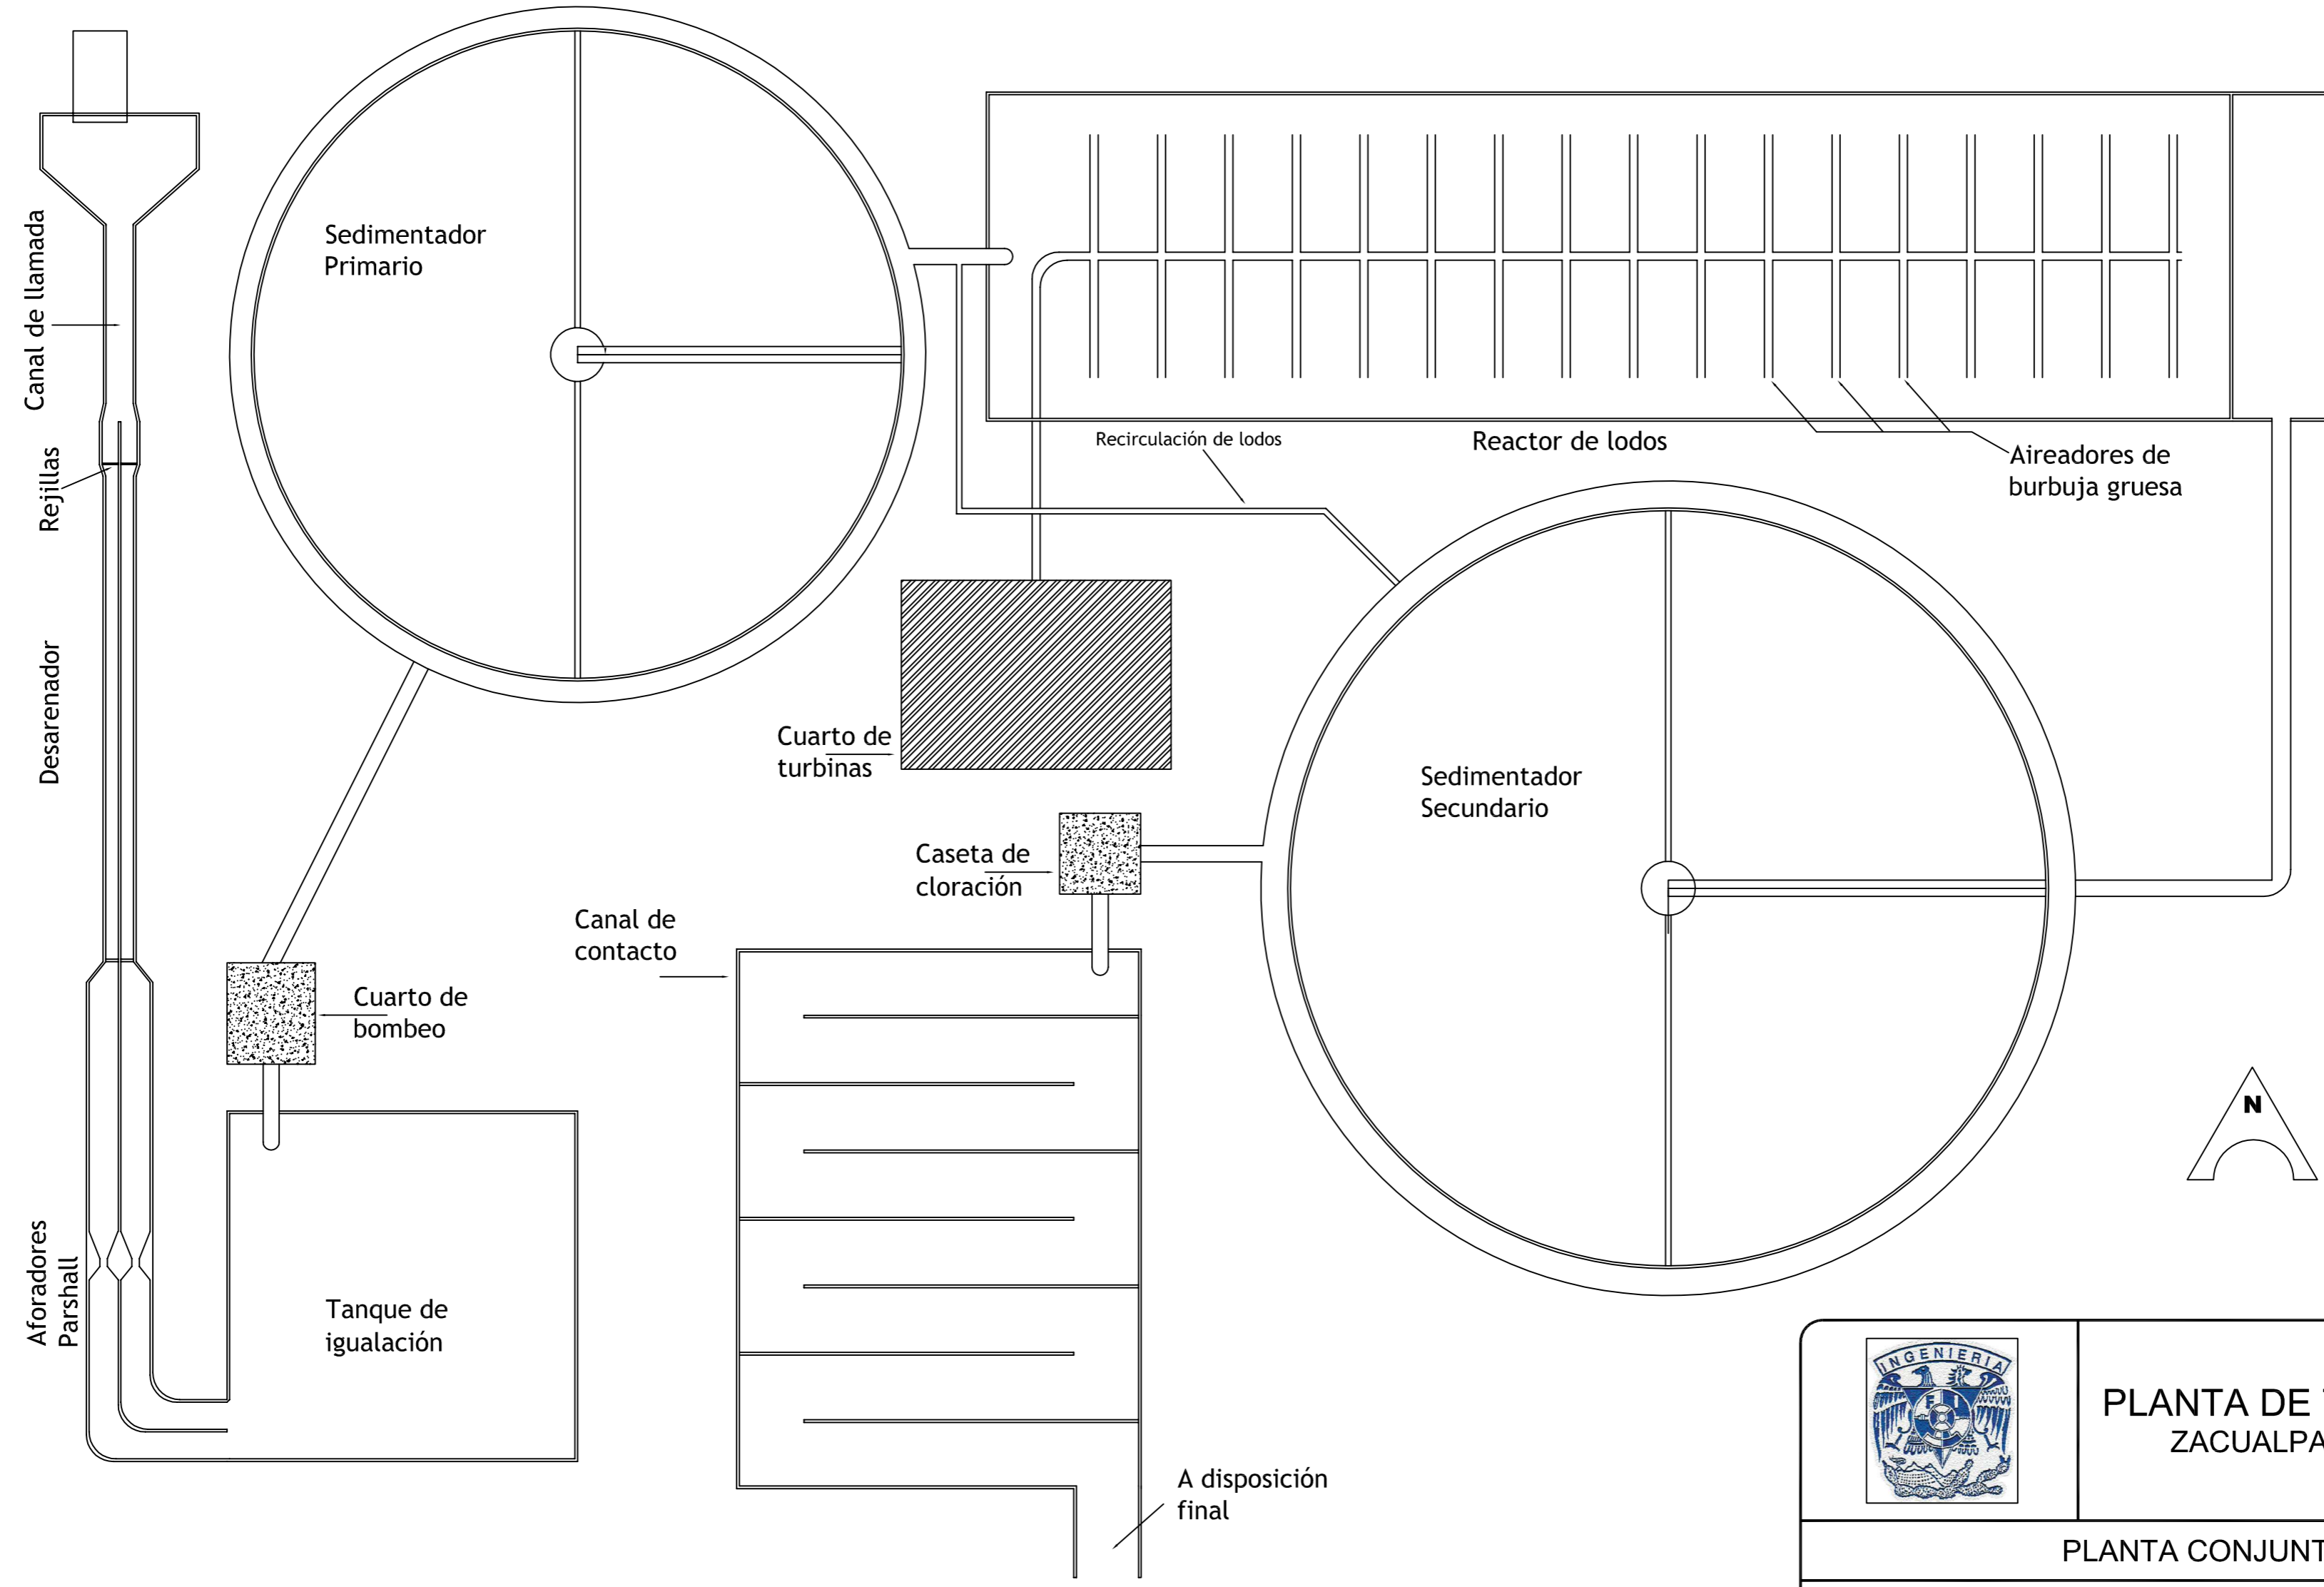 Canal de llamada
Rejillas
Desarenador
Aforadores
Parshall
Sedimentador
Primario
Cuarto de
bombeo
Tanque de
igualación
Recirculación de lodos
Reactor de lodos
Aireadores de
burbuja gruesa
Cuarto de
turbinas
Caseta de
cloración
Canal de
contacto
Sedimentador
Secundario
A disposición
final
N
INGENIERIA
F I
PLANTA DE
ZACUALPA
PLANTA CONJUNT